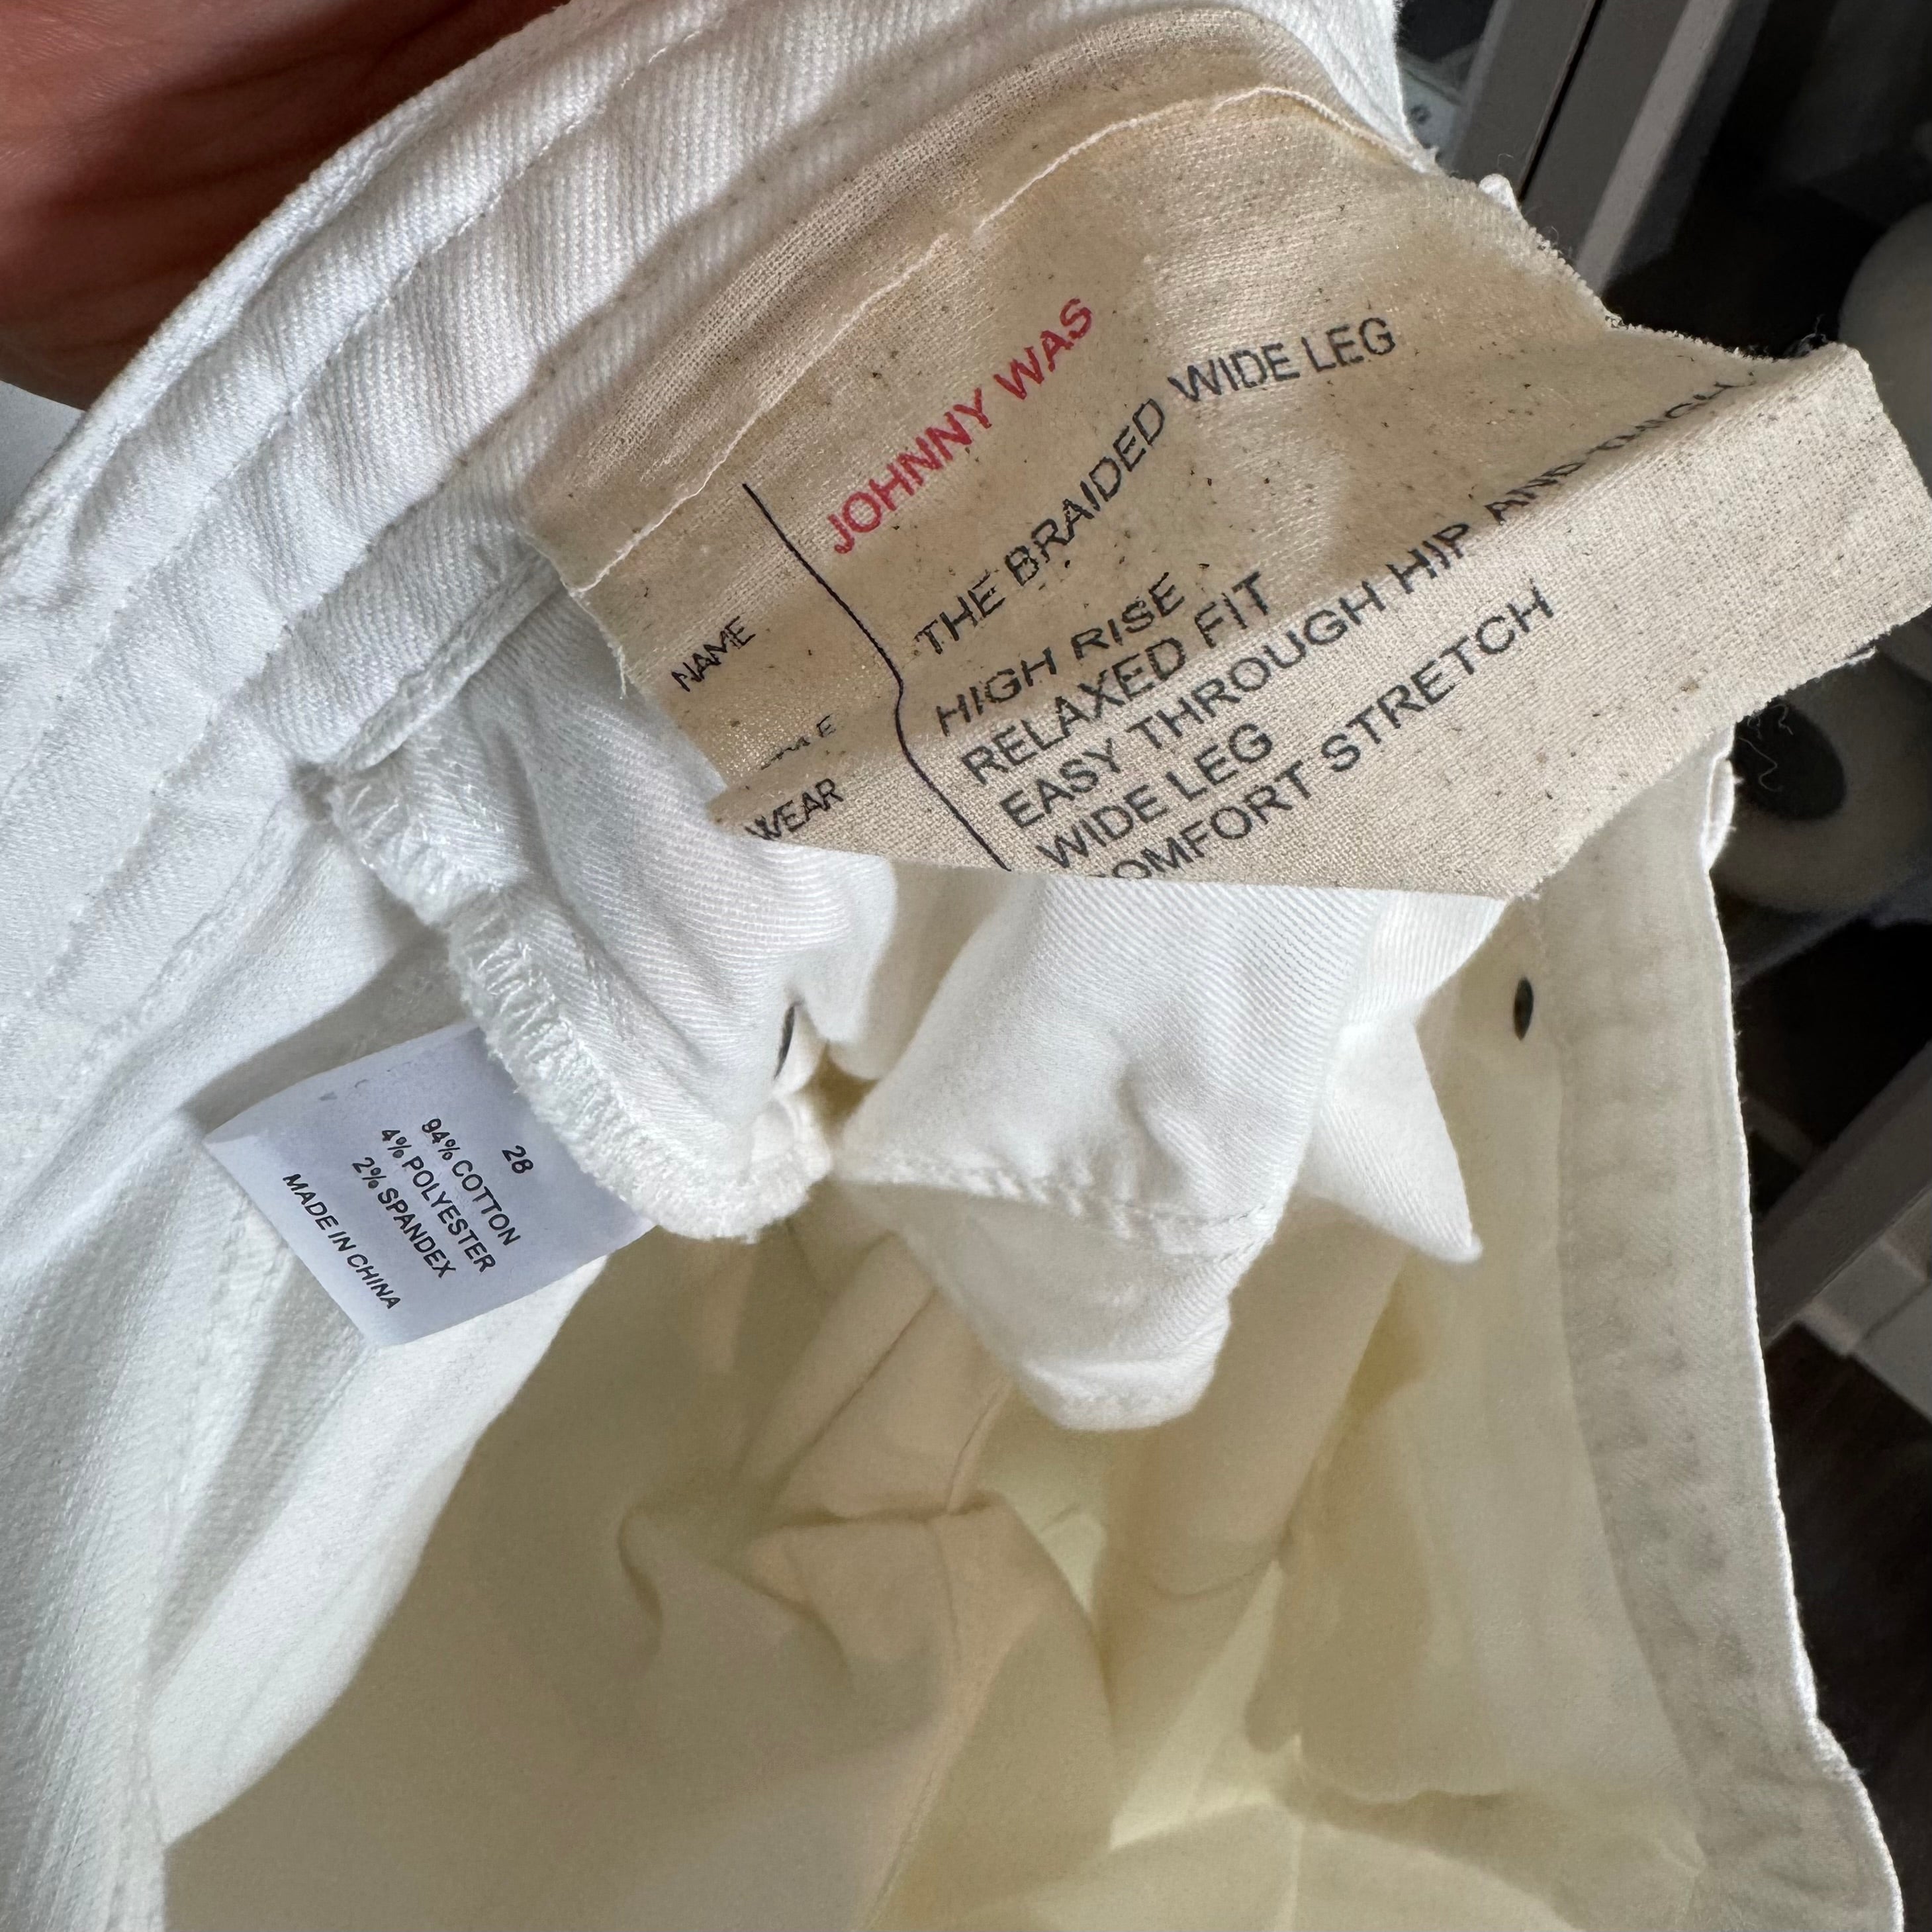 JOHNNY WAS
NAME
THE BRAIDED WIDE LEG
HIGH RISE
RELAXED FIT
WEAR
EASY THROUGH HIP AND THIGH
WIDE LEG
COMFORT STRETCH
28
94% COTTON
4% POLYESTER
2% SPANDEX
MADE IN CHINA